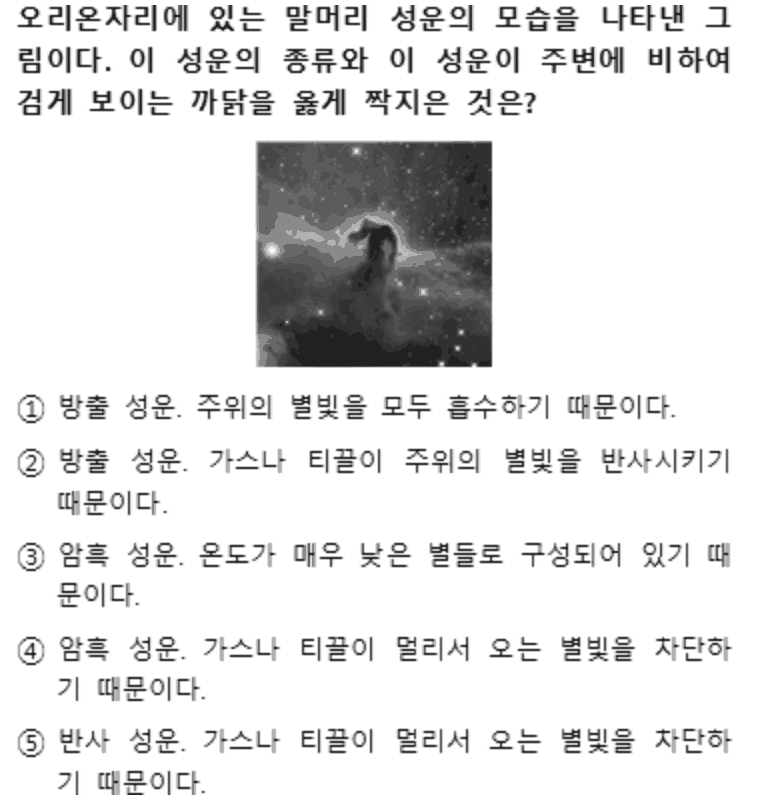 오리온자리에 있는 말머리 성운의 모습을 나타낸 그
림이다. 이 성운의 종류와 이 성운이 주변에 비하여
검게 보이는 까닭을 옳게 짝지은 것은?
① 방출 성운. 주위의 별빛을 모두 흡수하기 때문이다.
② 방출 성운. 가스나 티끌이 주위의 별빛을 반사시키기
때문이다.
③ 암흑 성운. 온도가 매우 낮은 별들로 구성되어 있기 때
문이다.
④ 암흑 성운. 가스나 티끌이 멀리서 오는 별빛을 차단하
기 때문이다.
⑤ 반사 성운. 가스나 티끌이 멀리서 오는 별빛을 차단하
기 때문이다.